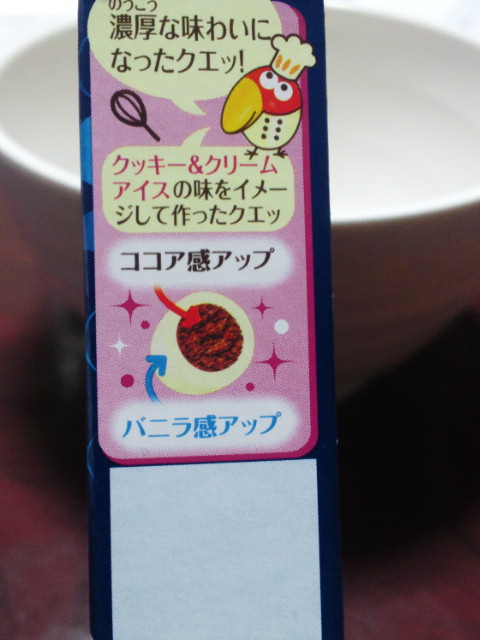 のうこう
濃厚な味わいに
なったクエッ!
クッキー&クリーム
アイスの味をイメー
ジして作ったクエッ
ココア感アップ
バニラ感アップ